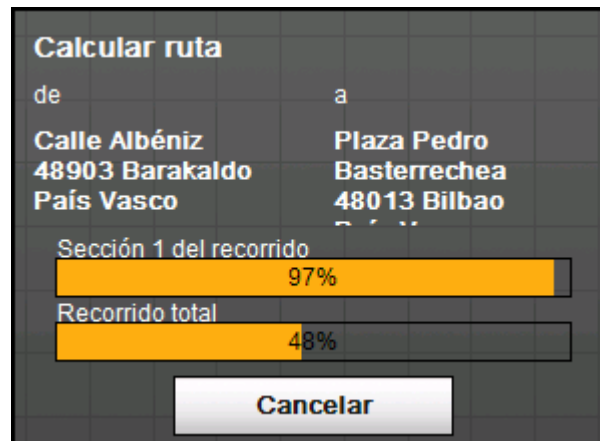 Calcular ruta
de
a
Calle Albéniz
48903 Barakaldo
País Vasco
Plaza Pedro
Basterrechea
48013 Bilbao
Sección 1 del recorrido
97%
Recorrido total
48%
Cancelar